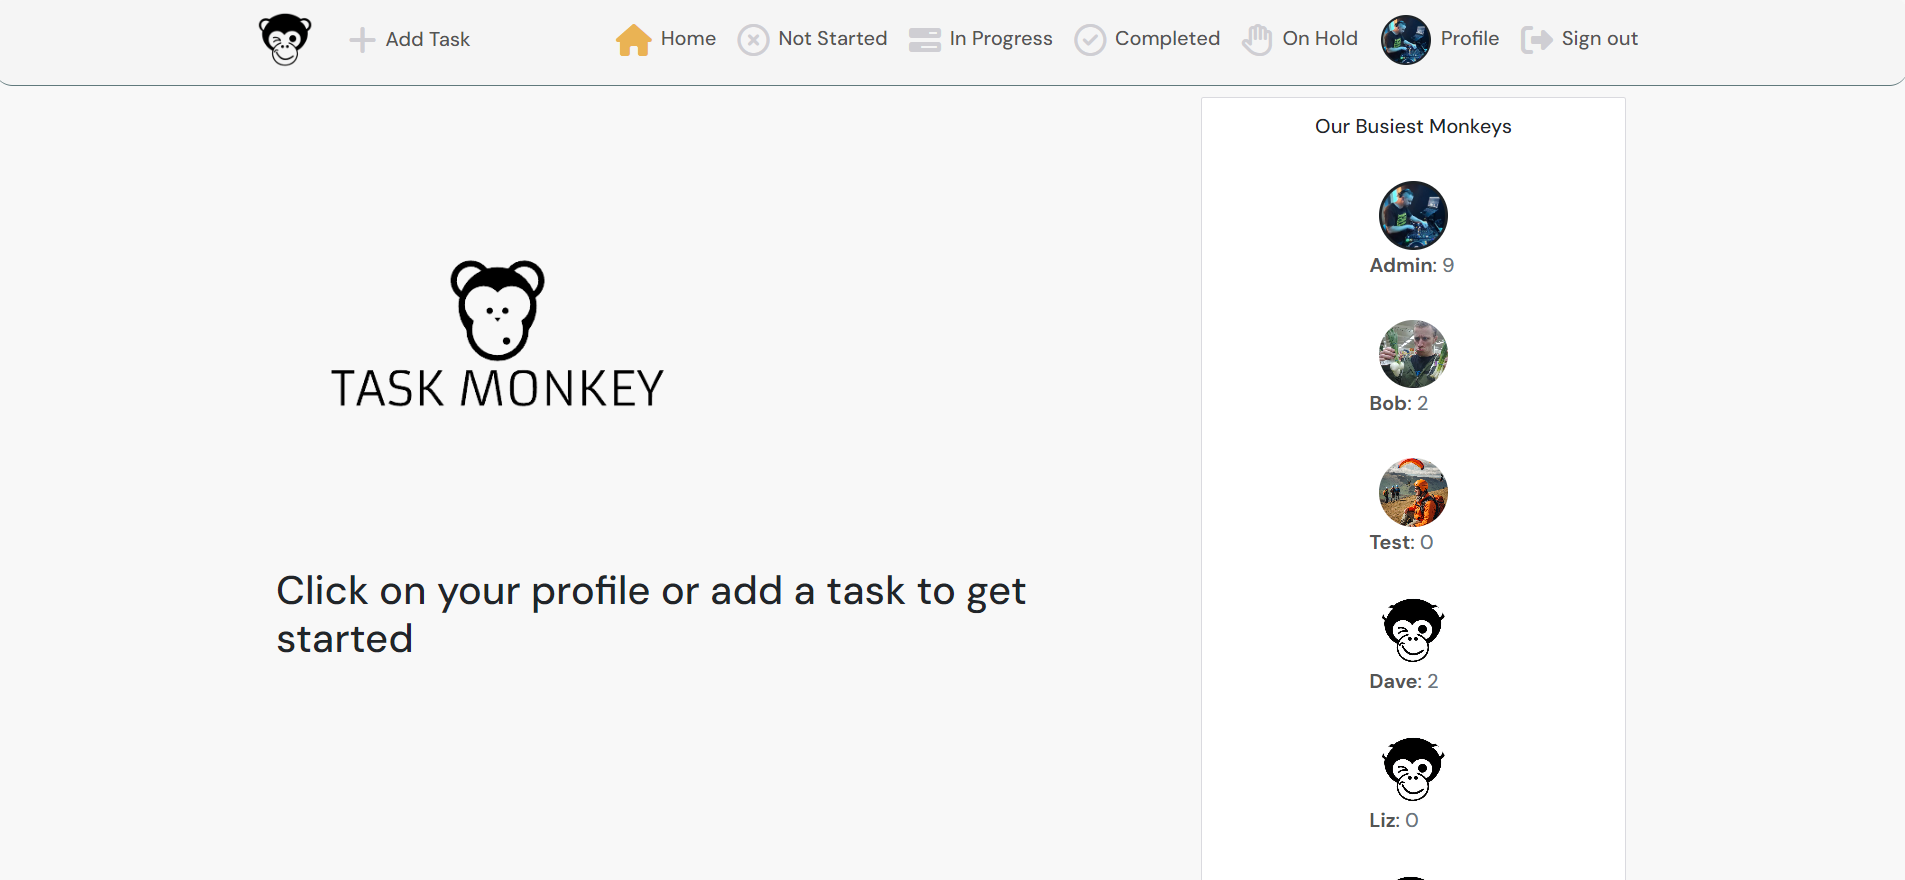 Add Task
Home
Not Started
In Progress
Completed
On Hold
Profile
Sign out
Our Busiest Monkeys
Admin: 9
Bob: 2
Test: 0
Dave: 2
Liz: 0
TASK MONKEY
Click on your profile or add a task to get
started